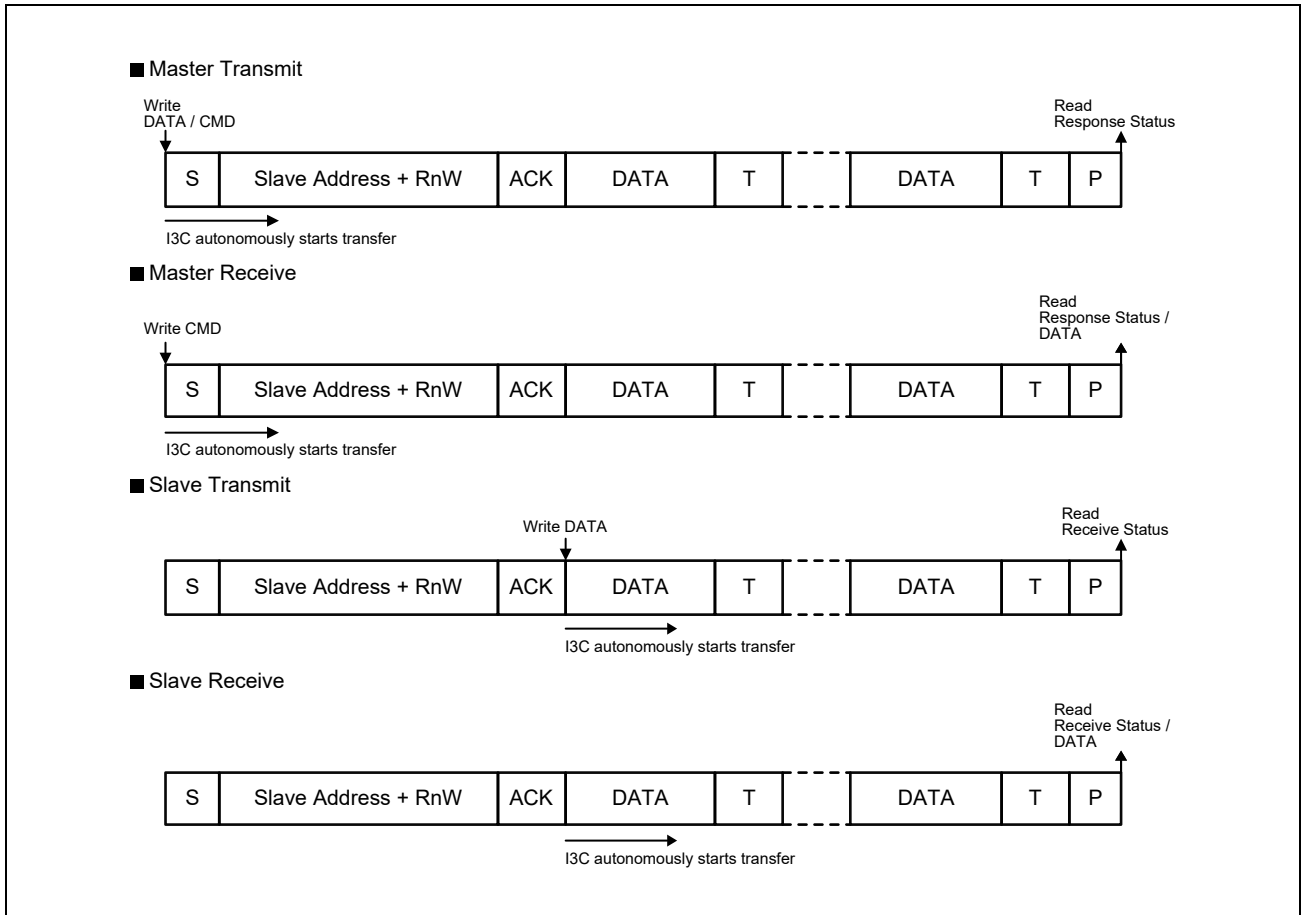 ■ Master Transmit
Write
DATA / CMD
Read
Response Status
S Slave Address + RnW ACK DATA T DATA T P
I3C autonomously starts transfer
■ Master Receive
Write CMD
Read
Response Status /
DATA
S Slave Address + RnW ACK DATA T DATA T P
I3C autonomously starts transfer
■ Slave Transmit
Write DATA
Read
Receive Status
S Slave Address + RnW ACK DATA T DATA T P
I3C autonomously starts transfer
■ Slave Receive
Read
Receive Status /
DATA
S Slave Address + RnW ACK DATA T DATA T P
I3C autonomously starts transfer